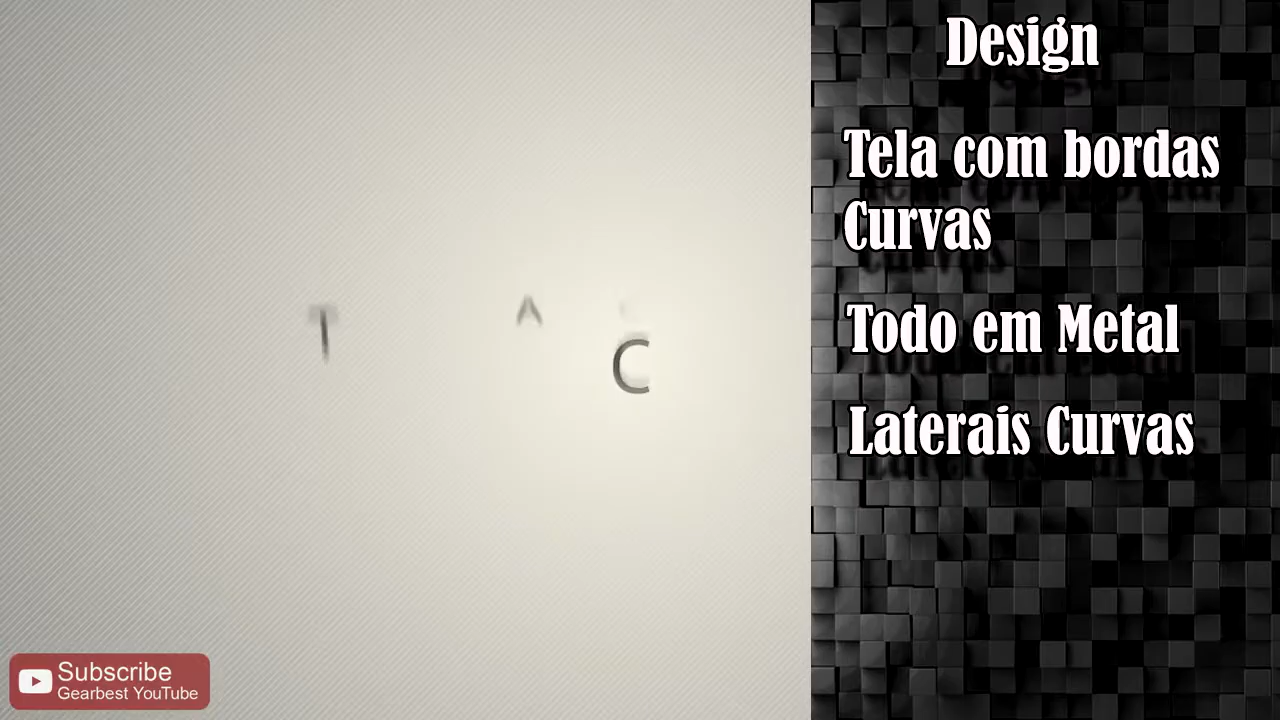 T A
C
Design
Tela com bordas
Curvas
Todo em Metal
Laterais Curvas
Subscribe
Gearbest YouTube